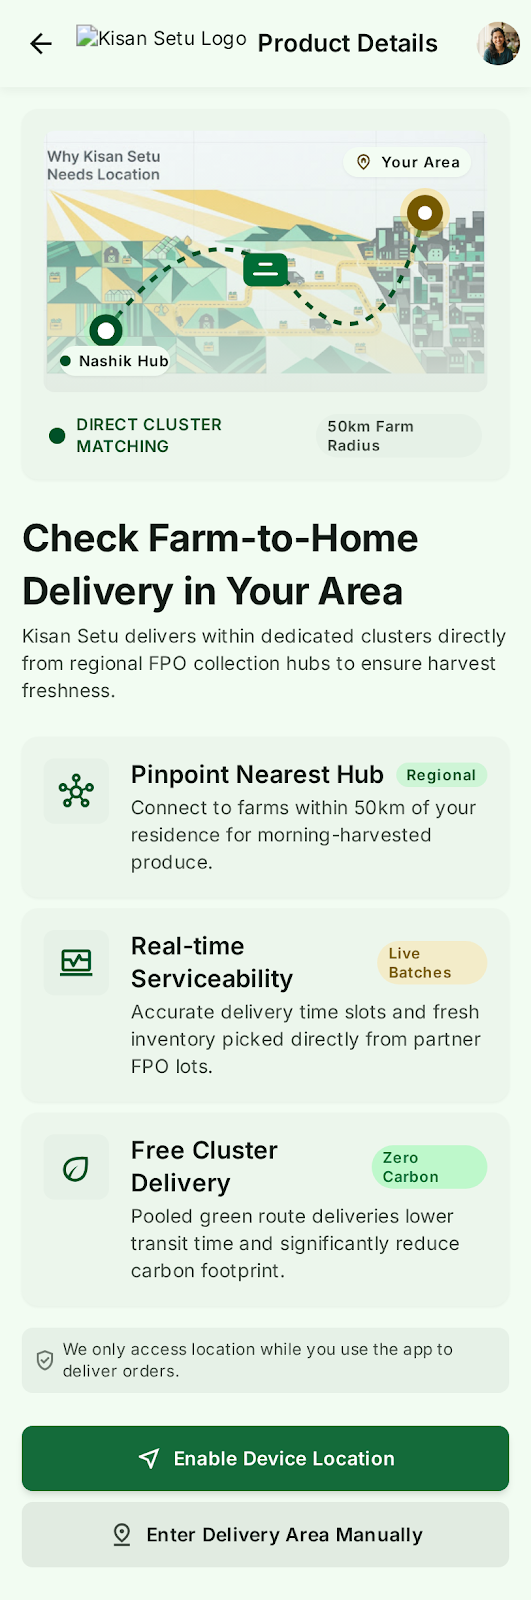 Kisan Setu Logo
Product Details
Why Kisan Setu
Needs Location
Your Area
Nashik Hub
DIRECT CLUSTER
MATCHING
50km Farm
Radius
Check Farm-to-Home
Delivery in Your Area
Kisan Setu delivers within dedicated clusters directly
from regional FPO collection hubs to ensure harvest
freshness.
Pinpoint Nearest Hub
Regional
Connect to farms within 50km of your
residence for morning-harvested
produce.
Real-time
Serviceability
Live
Batches
Accurate delivery time slots and fresh
inventory picked directly from partner
FPO lots.
Free Cluster
Delivery
Zero
Carbon
Pooled green route deliveries lower
transit time and significantly reduce
carbon footprint.
We only access location while you use the app to
deliver orders.
Enable Device Location
Enter Delivery Area Manually